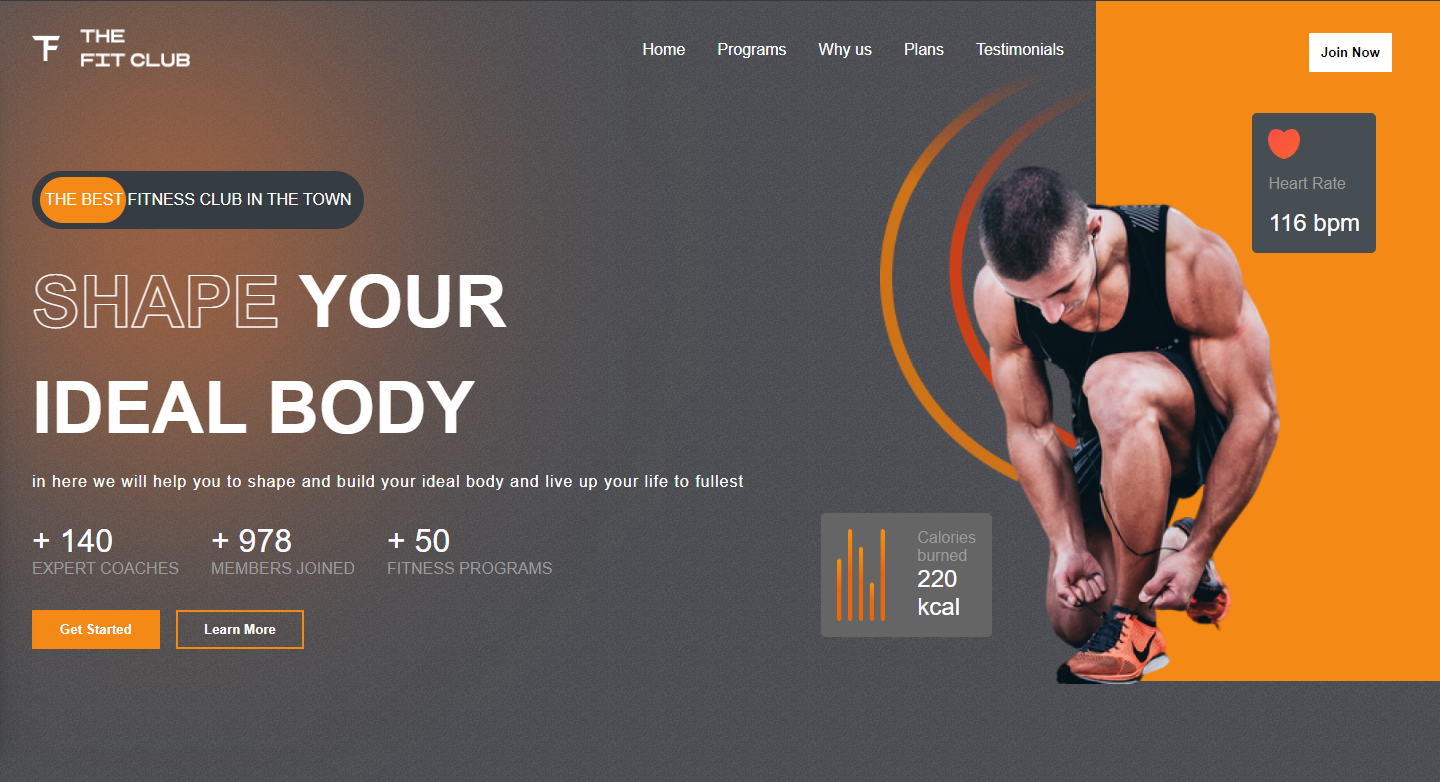 THE
FIT CLUB
Home
Programs
Why us
Plans
Testimonials
Join Now
Heart Rate
116 bpm
THE BEST FITNESS CLUB IN THE TOWN
SHAPE YOUR
IDEAL BODY
in here we will help you to shape and build your ideal body and live up your life to fullest
+ 140
EXPERT COACHES
+ 978
MEMBERS JOINED
+ 50
FITNESS PROGRAMS
Get Started
Learn More
Calories
burned
220
kcal